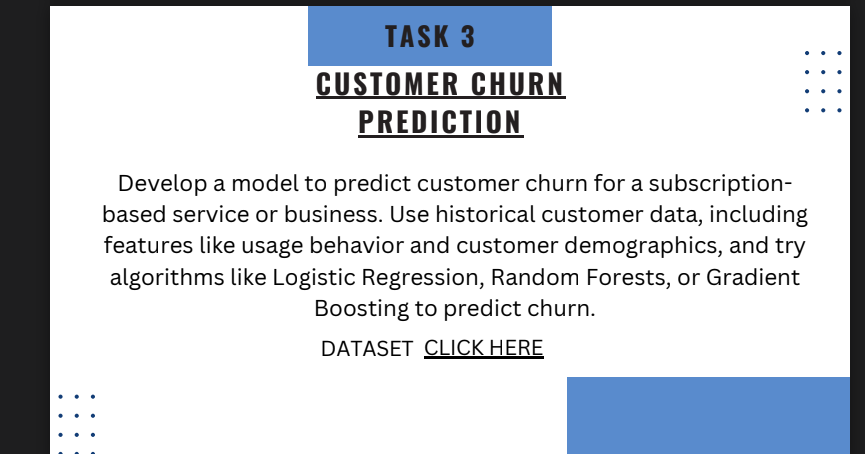 TASK 3
CUSTOMER CHURN
PREDICTION
Develop a model to predict customer churn for a subscription-
based service or business. Use historical customer data, including
features like usage behavior and customer demographics, and try
algorithms like Logistic Regression, Random Forests, or Gradient
Boosting to predict churn.
DATASET CLICK HERE